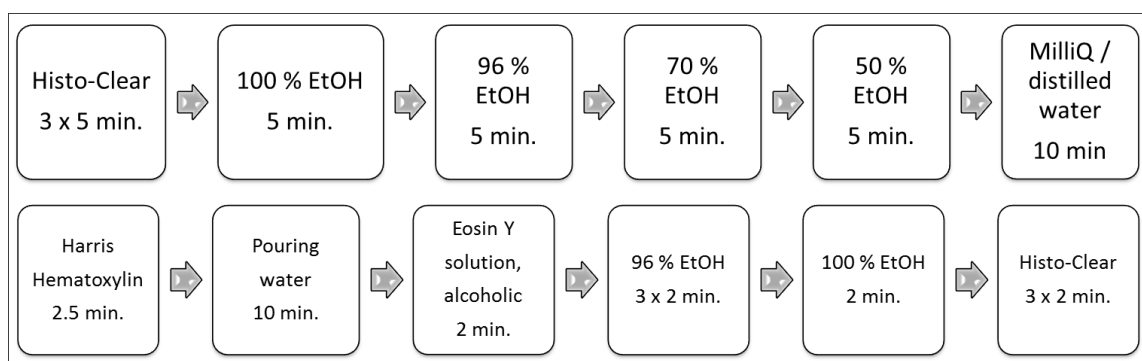 Histo-Clear
3 x 5 min.
100 % EtOH
5 min.
96 %
EtOH
5 min.
70 %
EtOH
5 min.
50 %
EtOH
5 min.
MilliQ /
distilled
water
10 min
Harris
Hematoxylin
2.5 min.
Pouring
water
10 min.
Eosin Y
solution,
alcoholic
2 min.
96 % EtOH
3 x 2 min.
100 % EtOH
2 min.
Histo-Clear
3 x 2 min.